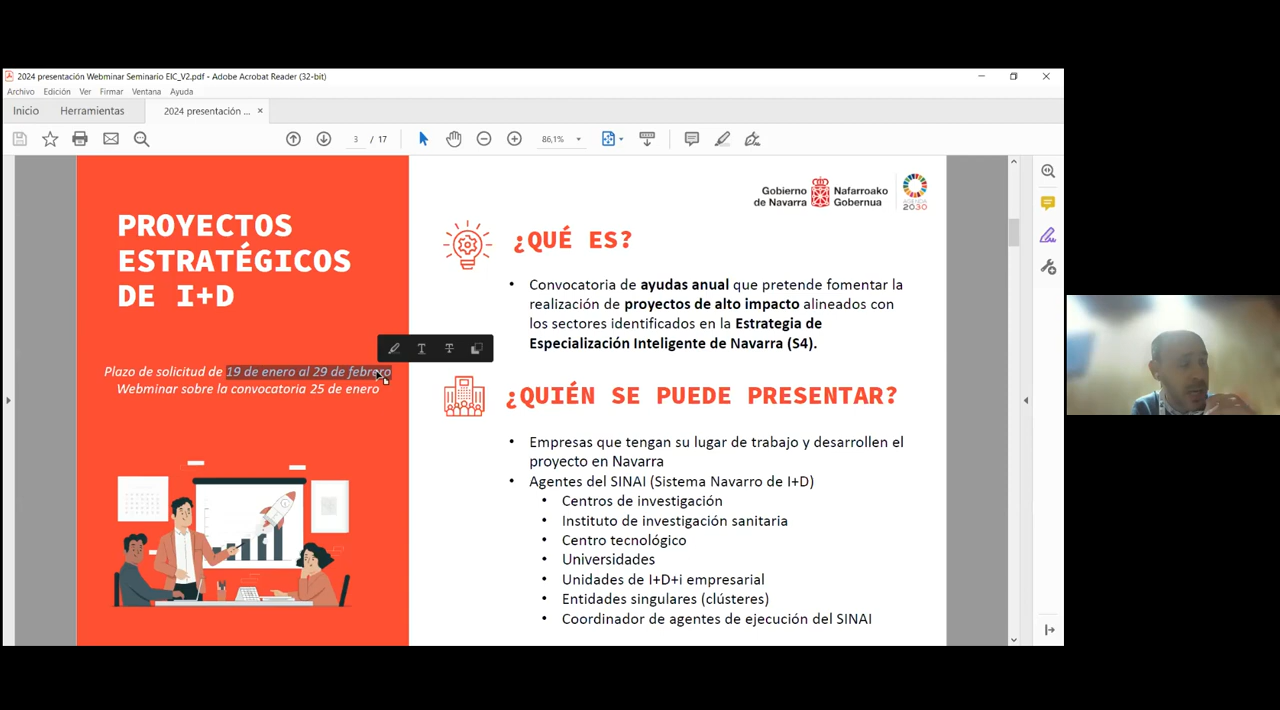 2024 presentación Webminar Seminario EIC_V2.pdf - Adobe Acrobat Reader (32-bit)
Archivo Edición Ver Firmar Ventana Ayuda
Inicio Herramientas 2024 presentación ... ×
3 / 17 86,1%
PROYECTOS
ESTRATÉGICOS
DE I+D
Plazo de solicitud de 19 de enero al 29 de febrero
Webminar sobre la convocatoria 25 de enero
Gobierno
de Navarra
Nafarroako
Gobernua
AGENDA
2030
¿QUÉ ES?
• Convocatoria de ayudas anual que pretende fomentar la
realización de proyectos de alto impacto alineados con
los sectores identificados en la Estrategia de
Especialización Inteligente de Navarra (S4).
¿QUIÉN SE PUEDE PRESENTAR?
• Empresas que tengan su lugar de trabajo y desarrollen el
proyecto en Navarra
• Agentes del SINAI (Sistema Navarro de I+D)
• Centros de investigación
• Instituto de investigación sanitaria
• Centro tecnológico
• Universidades
• Unidades de I+D+i empresarial
• Entidades singulares (clústeres)
• Coordinador de agentes de ejecución del SINAI